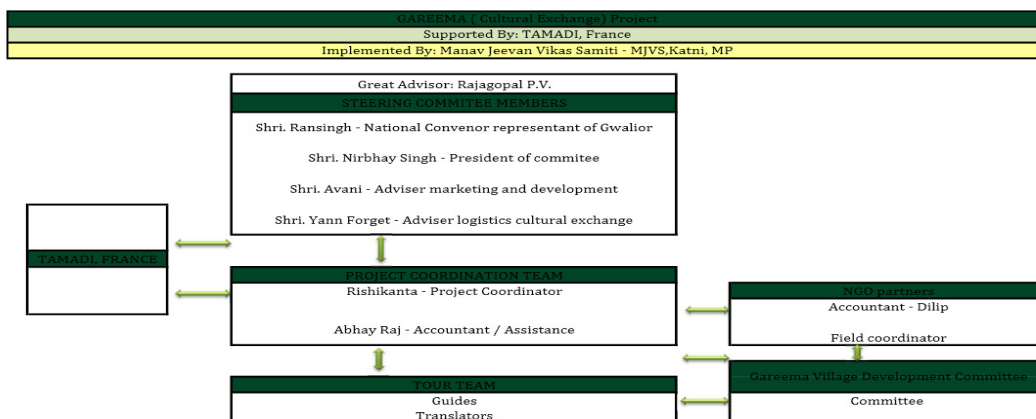 GAREEMA ( Cultural Exchange) Project
Supported By: TAMADI, France
Implemented By: Manav Jeevan Vikas Samiti - MJVS,Katni, MP
Great Advisor: Rajagopal P.V.
STEERING COMMITEE MEMBERS
Shri. Ransingh - National Convenor representant of Gwalior
Shri. Nirbhay Singh - President of commitee
Shri. Avani - Adviser marketing and development
Shri. Yann Forget - Adviser logistics cultural exchange
TAMADI, FRANCE
PROJECT COORDINATION TEAM
Rishikanta - Project Coordinator
Abhay Raj - Accountant / Assistance
NGO partners
Accountant - Dilip
Field coordinator
Gareema Village Development Committee
Committee
TOUR TEAM
Guides
Translators